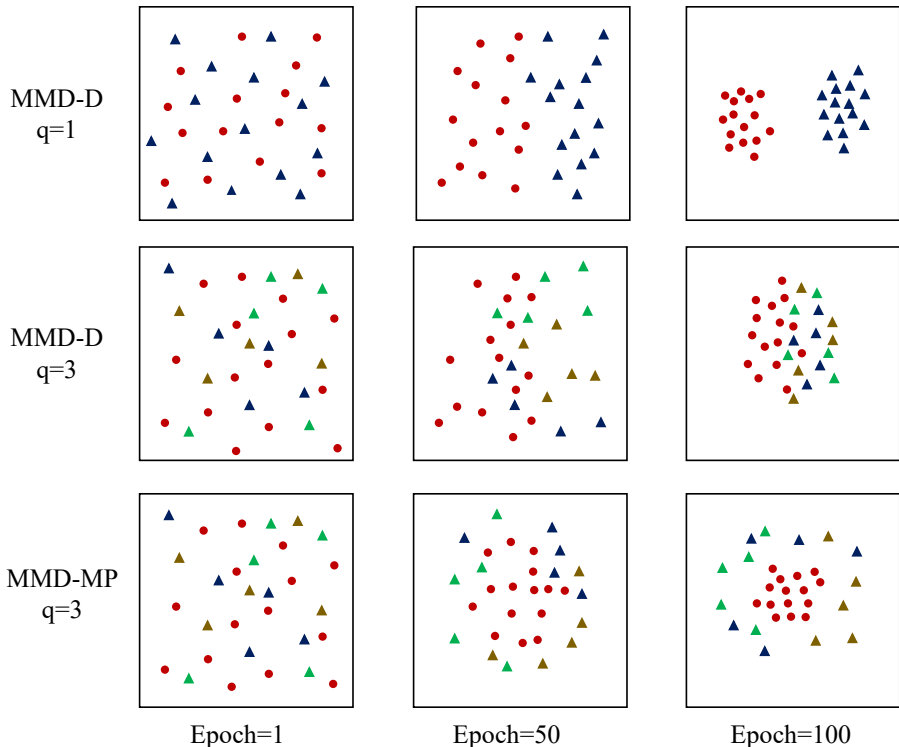 MMD-D
q=1
MMD-D
q=3
MMD-MP
q=3
Epoch=1
Epoch=50
Epoch=100